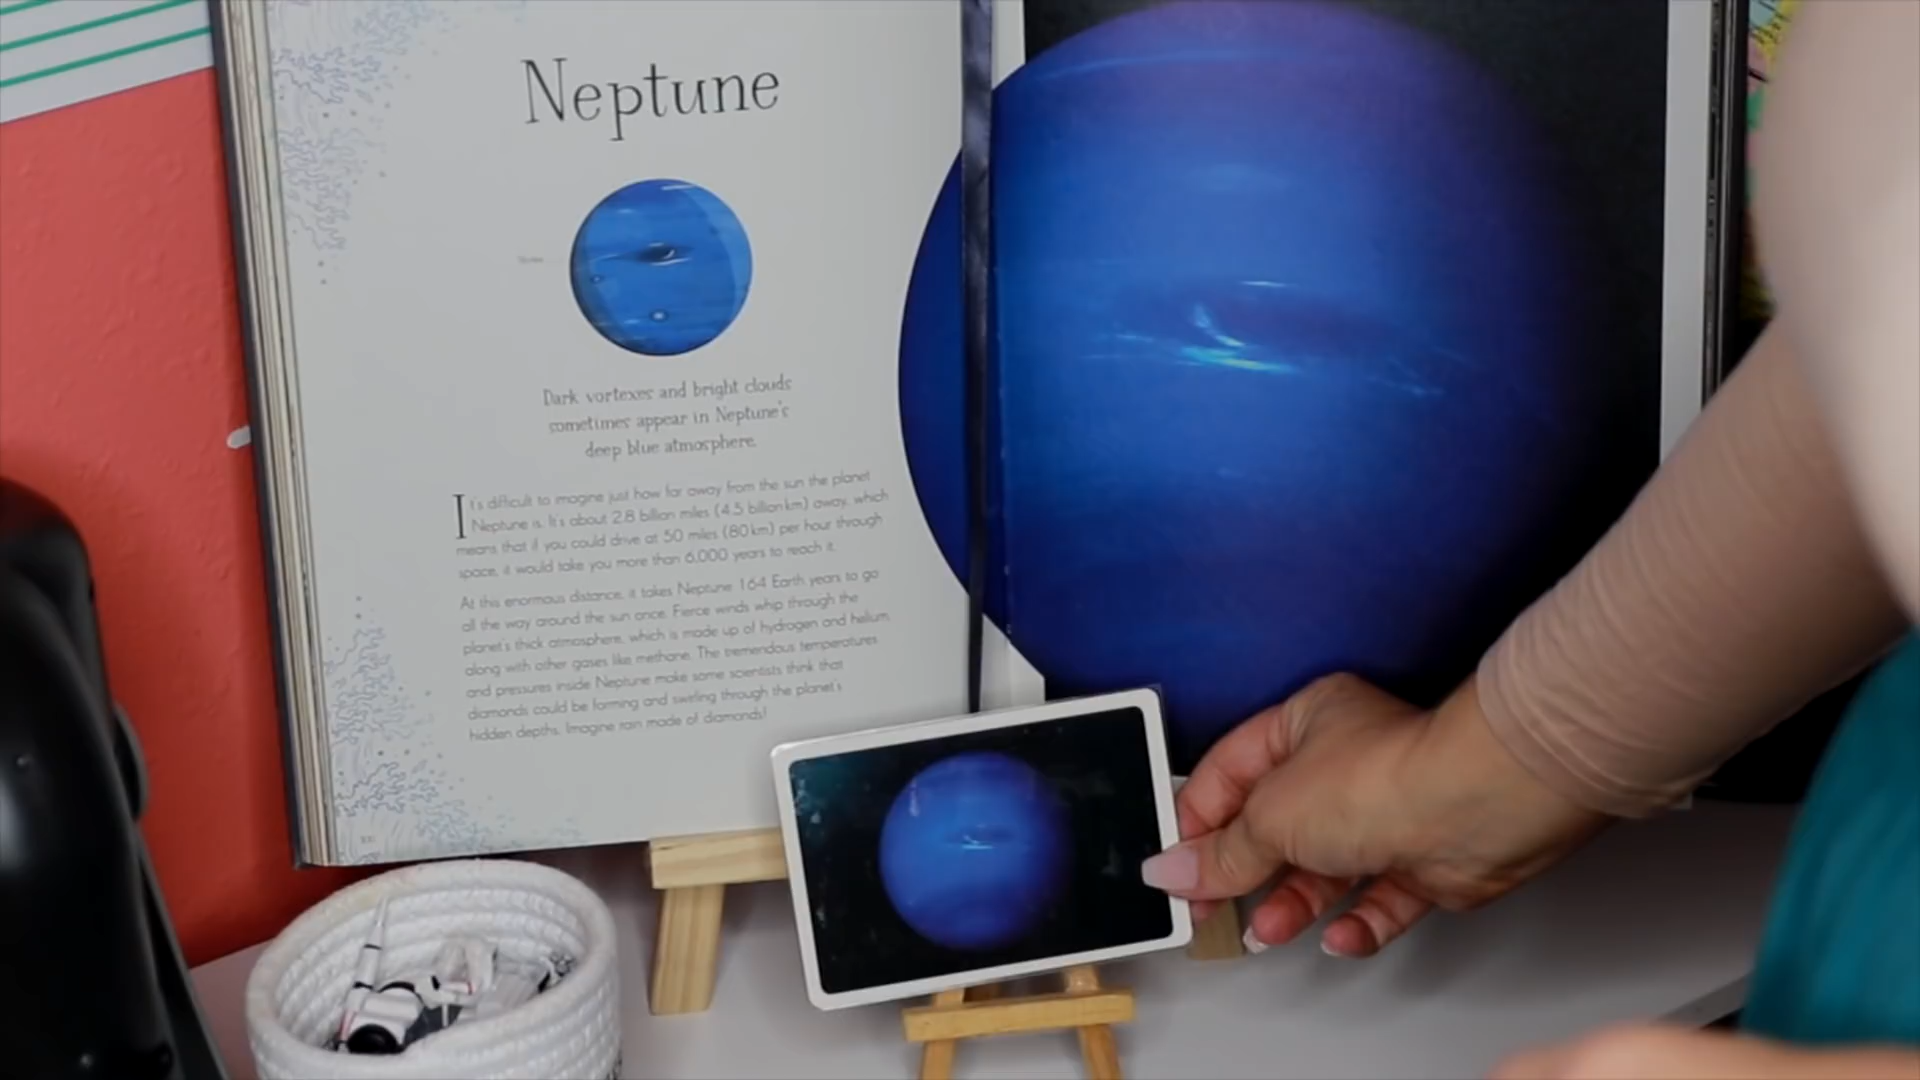 Neptune
Dark vortexes and bright clouds
sometimes appear in Neptune's
deep blue atmosphere.
It's difficult to imagine just how far away from the sun the planet
Neptune is. It's about 2.8 billion miles (4.5 billion km) away, which
means that if you could drive at 50 miles (80 km) per hour through
space, it would take you more than 6,000 years to reach it.
At this enormous distance, it takes Neptune 164 Earth years to go
all the way around the sun once. Fierce winds whip through the
planet's thick atmosphere, which is made up of hydrogen and helium
along with other gases like methane. The tremendous temperatures
and pressures inside Neptune make some scientists think that
diamonds could be forming and swirling through the planet's
hidden depths. Imagine rain made of diamonds!